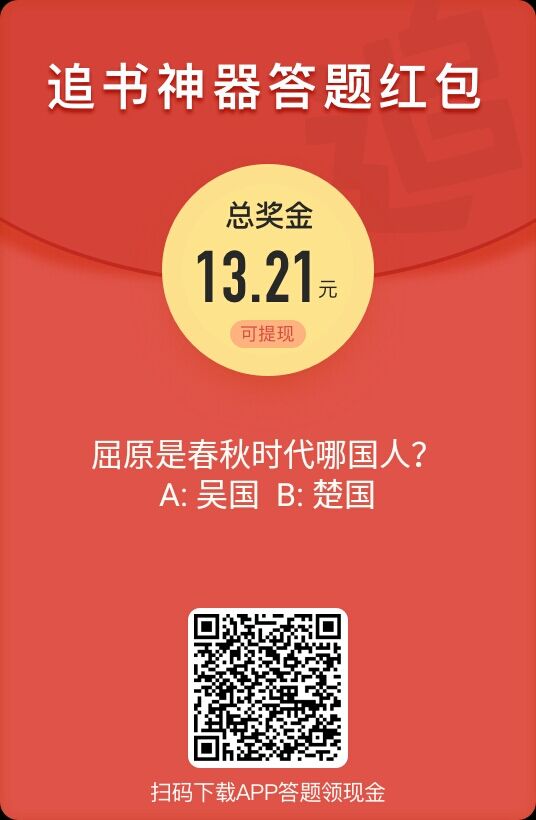 追书神器答题红包
总奖金
13.21元
可提现
屈原是春秋时代哪国人?
A: 吴国 B: 楚国
扫码下载APP答题领现金